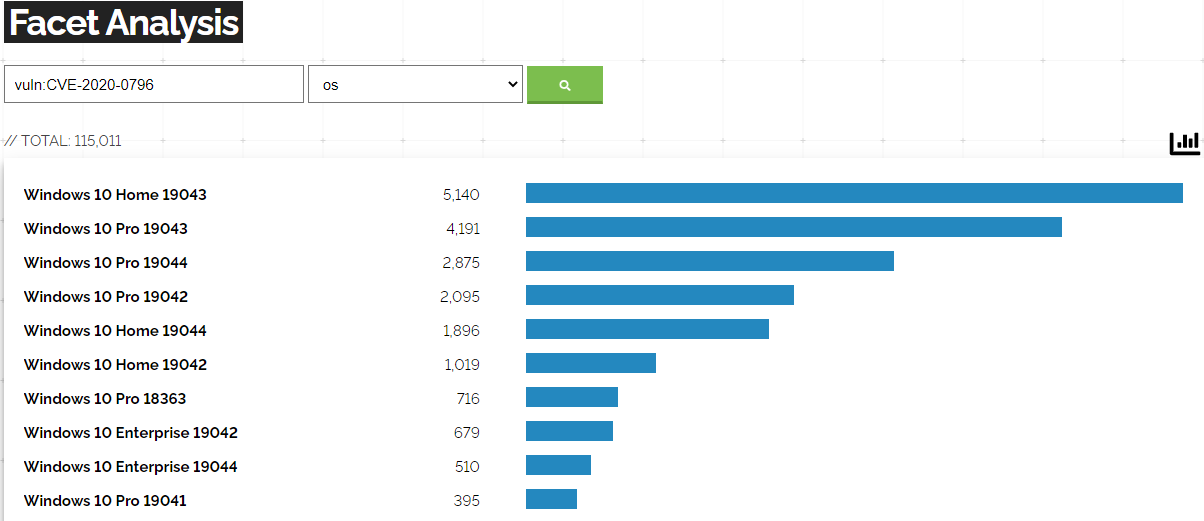 Facet Analysis
vuln:CVE-2020-0796 os
// TOTAL: 115,011
Windows 10 Home 19043 5,140
Windows 10 Pro 19043 4,191
Windows 10 Pro 19044 2,875
Windows 10 Pro 19042 2,095
Windows 10 Home 19044 1,896
Windows 10 Home 19042 1,019
Windows 10 Pro 18363 716
Windows 10 Enterprise 19042 679
Windows 10 Enterprise 19044 510
Windows 10 Pro 19041 395